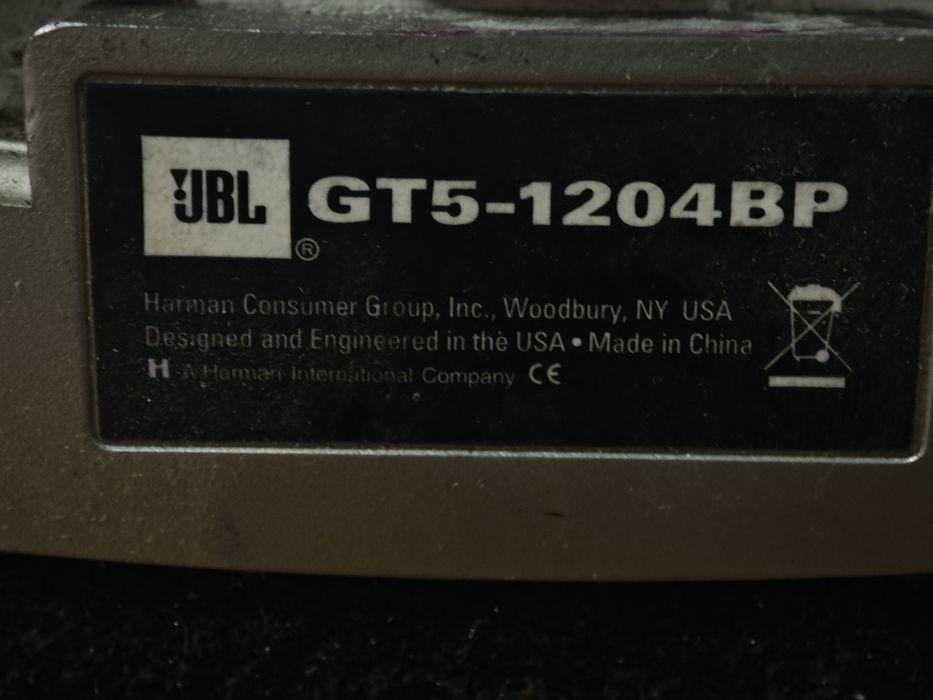 JBL® GT5-1204BP
Harman Consumer Group, Inc., Woodbury, NY USA
Designed and Engineered in the USA • Made in China
H A Harman International Company CE